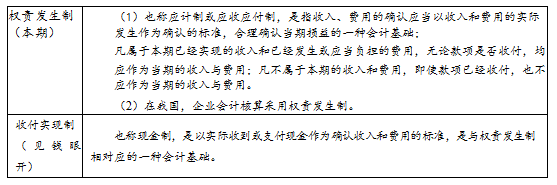 权责发生制
（本期）
（1）也称应计制或应收应付制，是指收入、费用的确认应当以收入和费用的实际
发生作为确认的标准，合理确认当期损益的一种会计基础；
凡属于本期已经实现的收入和已经发生或应当负担的费用，无论款项是否收付，均
应作为当期的收入与费用；凡不属于本期的收入和费用，即使款项已经收付，也不
应作为当期的收入与费用。
（2）在我国，企业会计核算采用权责发生制。
收付实现制
（见钱眼
开）
也称现金制，是以实际收到或支付现金作为确认收入和费用的标准，是与权责发生制
相对应的一种会计基础。